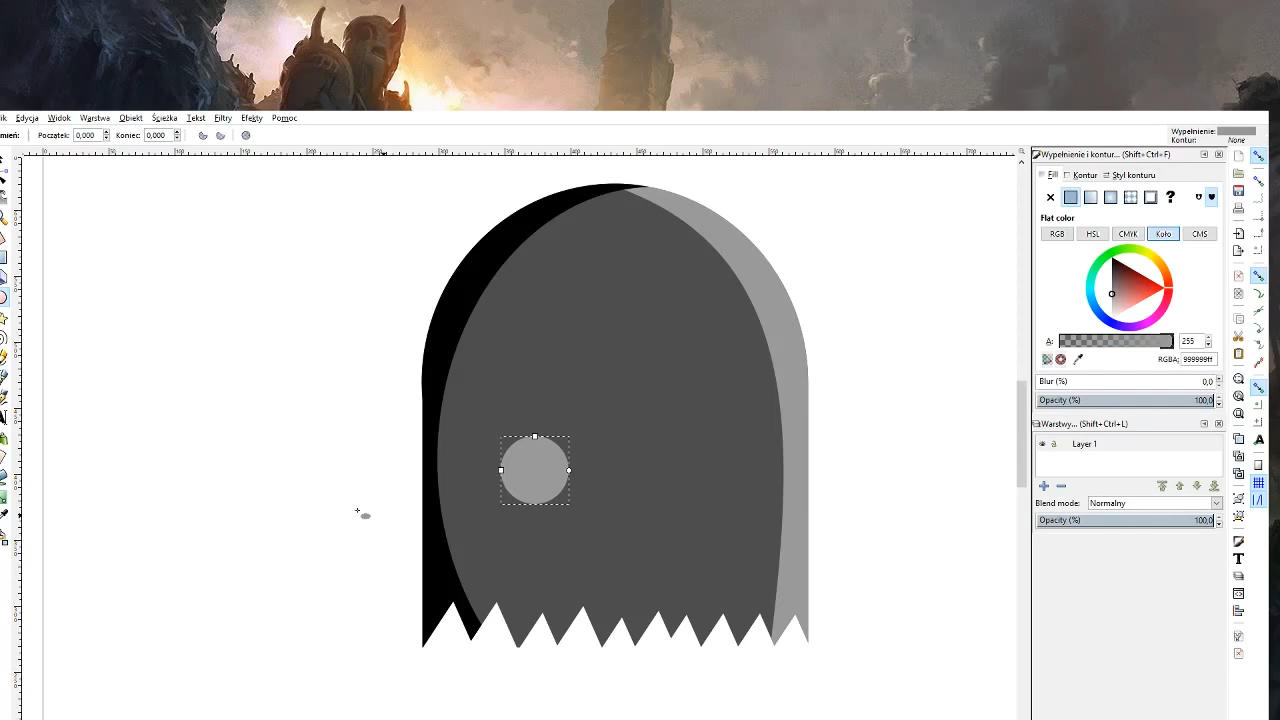 ik Edycja Widok Warstwa Obiekt Ścieżka Tekst Filtry Efekty Pomoc
mień: Początek: 0,000 Koniec: 0,000
Wypełnienie:
Kontur: None
Wypełnienie i kontur... (Shift+Ctrl+F)
Fill Kontur Styl konturu
?
Flat color
RGB HSL CMYK Koło CMS
A: 255
RGBA: 999999ff
Blur (%) 0,0
Opacity (%) 100,0
Warstwy... (Shift+Ctrl+L)
Layer 1
Blend mode: Normalny
Opacity (%) 100,0